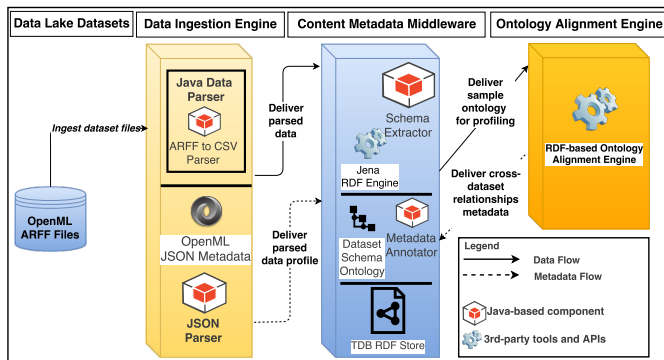 Data Lake Datasets
Data Ingestion Engine
Content Metadata Middleware
Ontology Alignment Engine
Java Data
Parser
ARFF to CSV
Parser
Ingest dataset files
OpenML
ARFF Files
OpenML
JSON Metadata
JSON
Parser
Deliver
parsed
data
Deliver
parsed
data profile
Schema
Extractor
Jena
RDF Engine
Dataset
Schema
Ontology
Metadata
Annotator
TDB RDF Store
Deliver
sample
ontology
for profiling
Deliver cross-
dataset
relationships
metadata
RDF-based Ontology
Alignment Engine
Legend
Data Flow
Metadata Flow
Java-based component
3rd-party tools and APIs